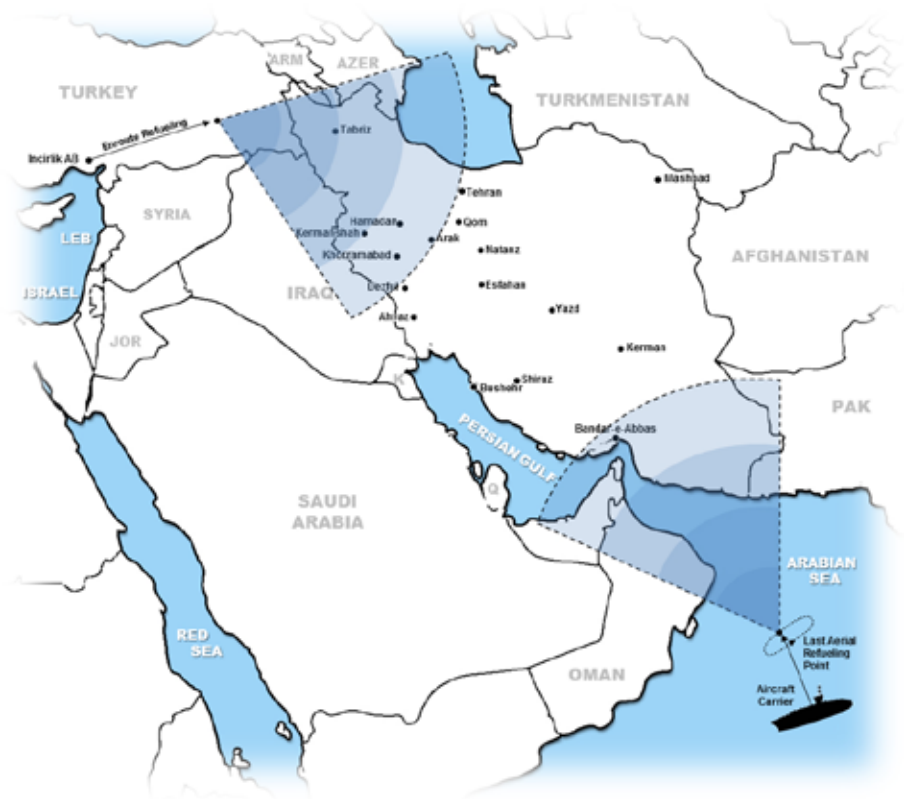 ARM
AZER
TURKEY
TURKMENISTAN
Enroute Refueling
Tabriz
Incirlik AB
Mashad
Tehran
SYRIA
Hamadan
Qom
LEB
Kermanshah
Arak
Natanz
Khorramabad
AFGHANISTAN
ISRAEL
IRAQ
Dezful
Esfahan
Yazd
Ahvaz
JOR
Kerman
K
Shiraz
Bushehr
PAK
PERSIAN GULF
Bandar-e-Abbas
Q
SAUDI
ARABIA
ARABIAN
SEA
RED
SEA
Last Aerial
Refueling
Point
OMAN
Aircraft
Carrier